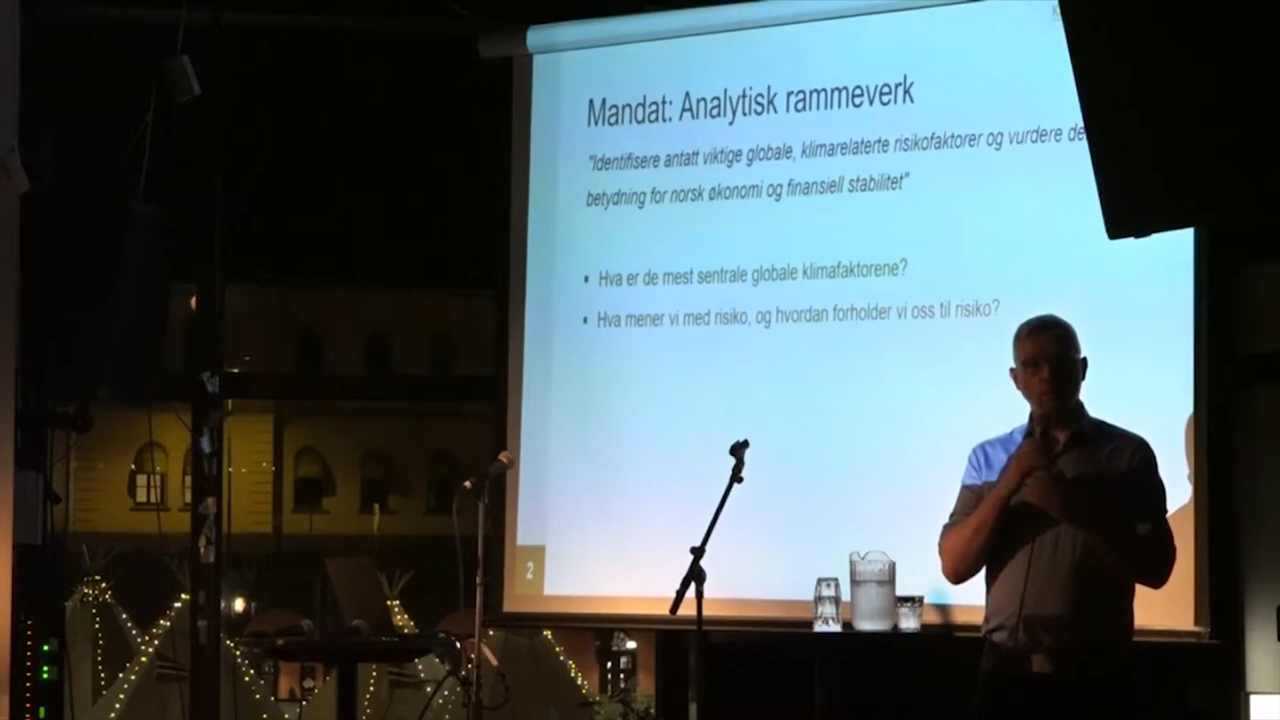 Mandat: Analytisk rammeverk
"Identifisere antatt viktige globale, klimarelaterte risikofaktorer og vurdere de
betydning for norsk økonomi og finansiell stabilitet"
▪ Hva er de mest sentrale globale klimafaktorene?
▪ Hva mener vi med risiko, og hvordan forholder vi oss til risiko?
2